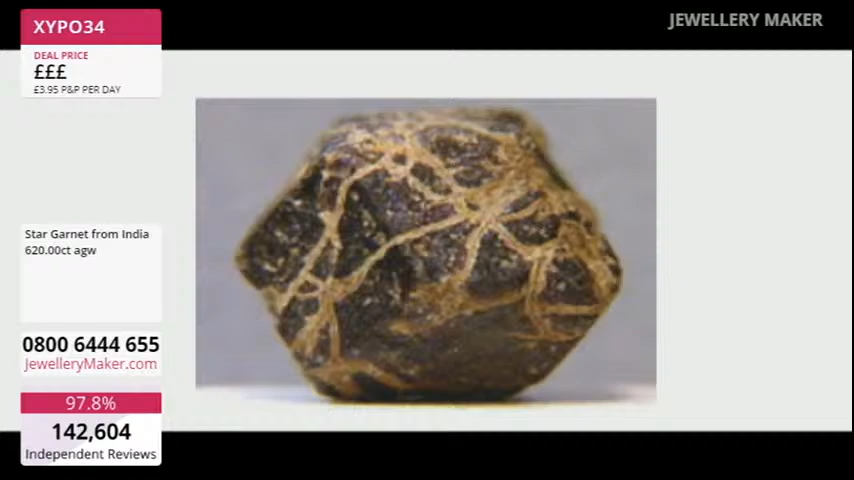 XYPO34
DEAL PRICE
£££
£3.95 P&P PER DAY
Star Garnet from India
620.00ct agw
0800 6444 655
JewelleryMaker.com
97.8%
142,604
Independent Reviews
JEWELLERY MAKER